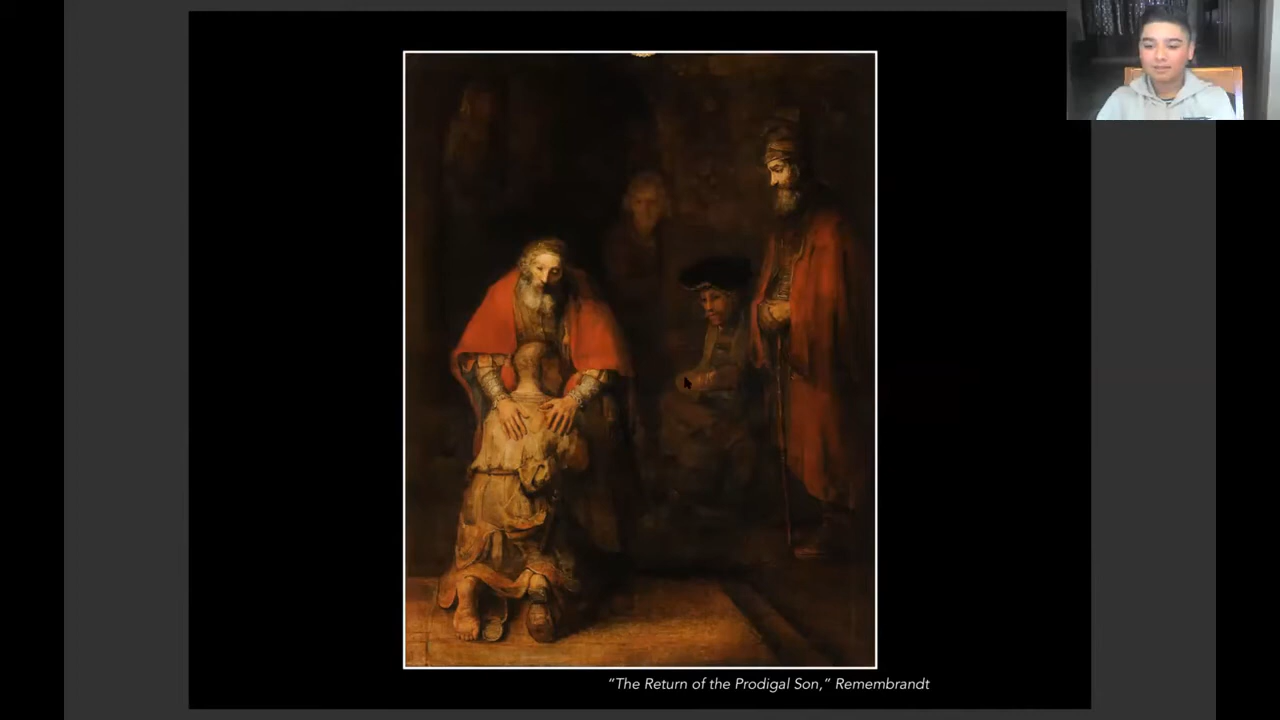 “The Return of the Prodigal Son,” Remembrandt